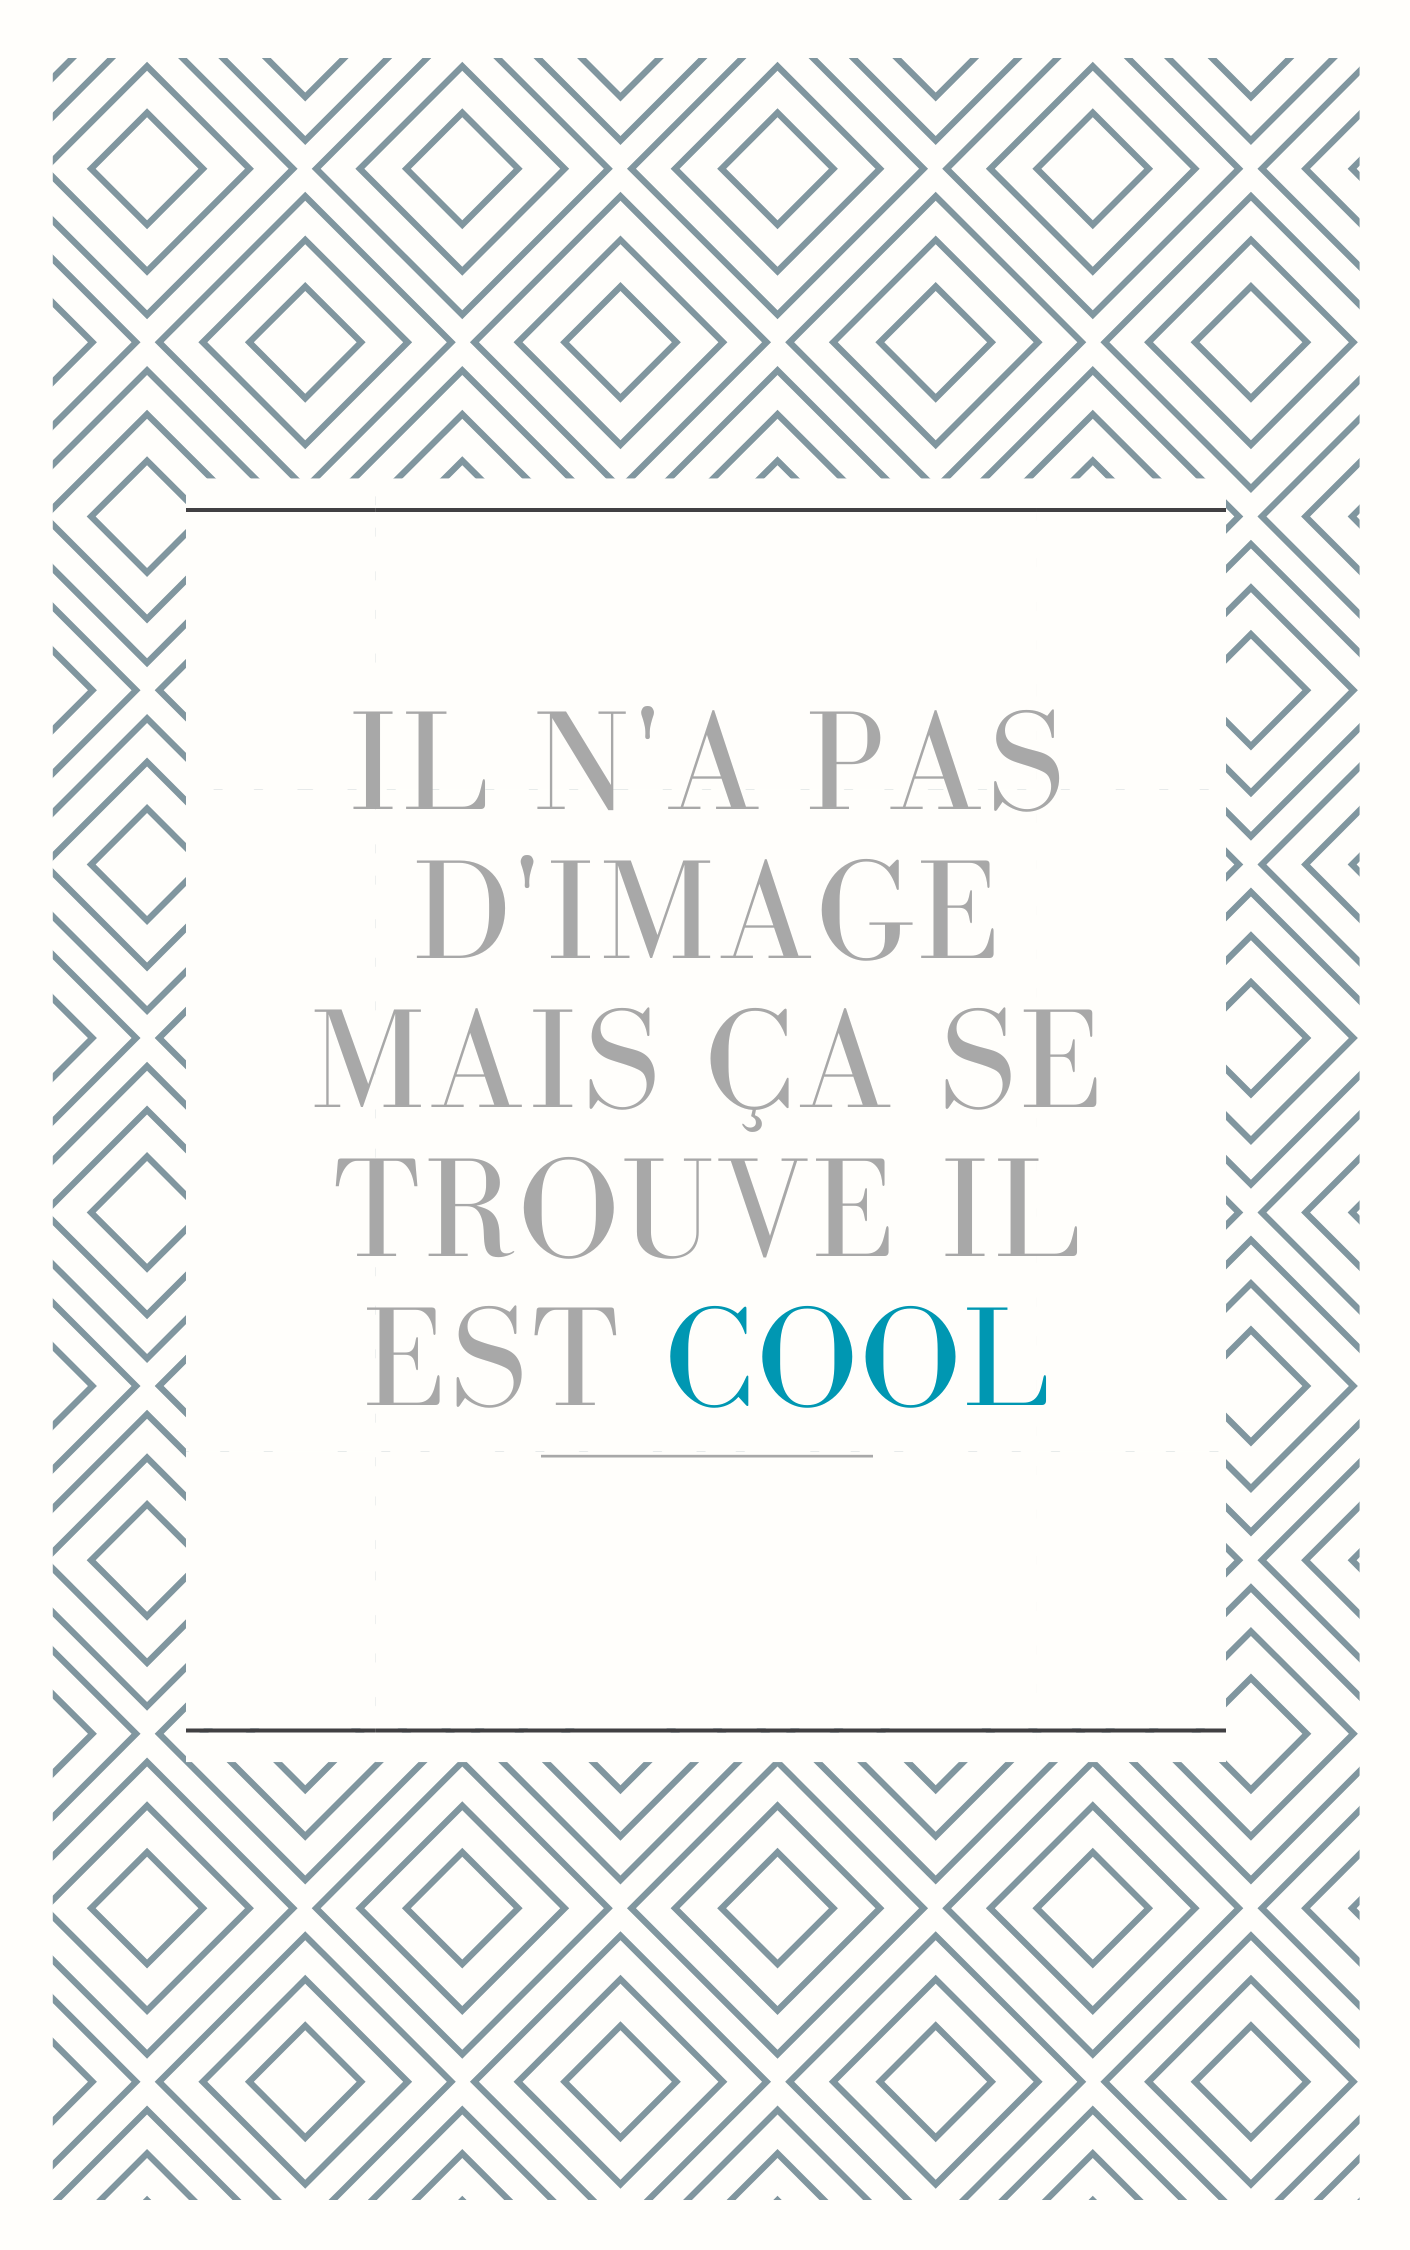 IL N'A PAS
D'IMAGE
MAIS ÇA SE
TROUVE IL
EST COOL